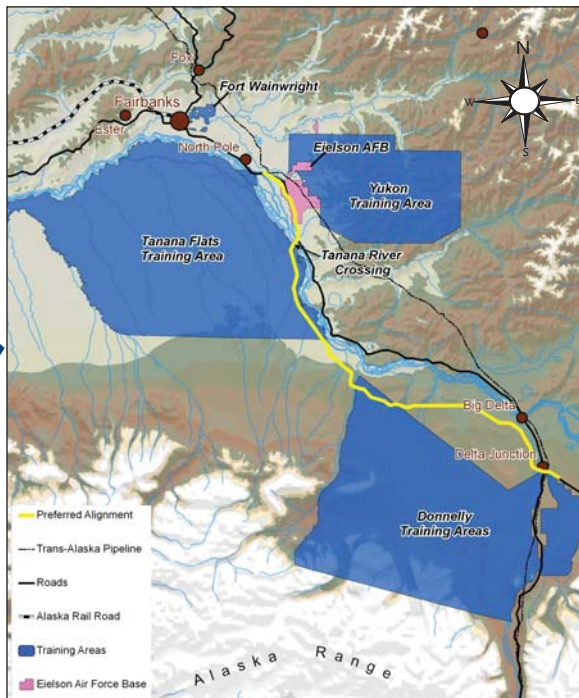 N
W
E
S
Fox
Fort Wainwright
Fairbanks
Ester
North Pole
Eielson AFB
Yukon
Training Area
Tanana Flats
Training Area
Tanana River
Crossing
Big Delta
Delta Junction
Donnelly
Training Areas
Preferred Alignment
Trans-Alaska Pipeline
Roads
Alaska Rail Road
Training Areas
Eielson Air Force Base
Alaska Range